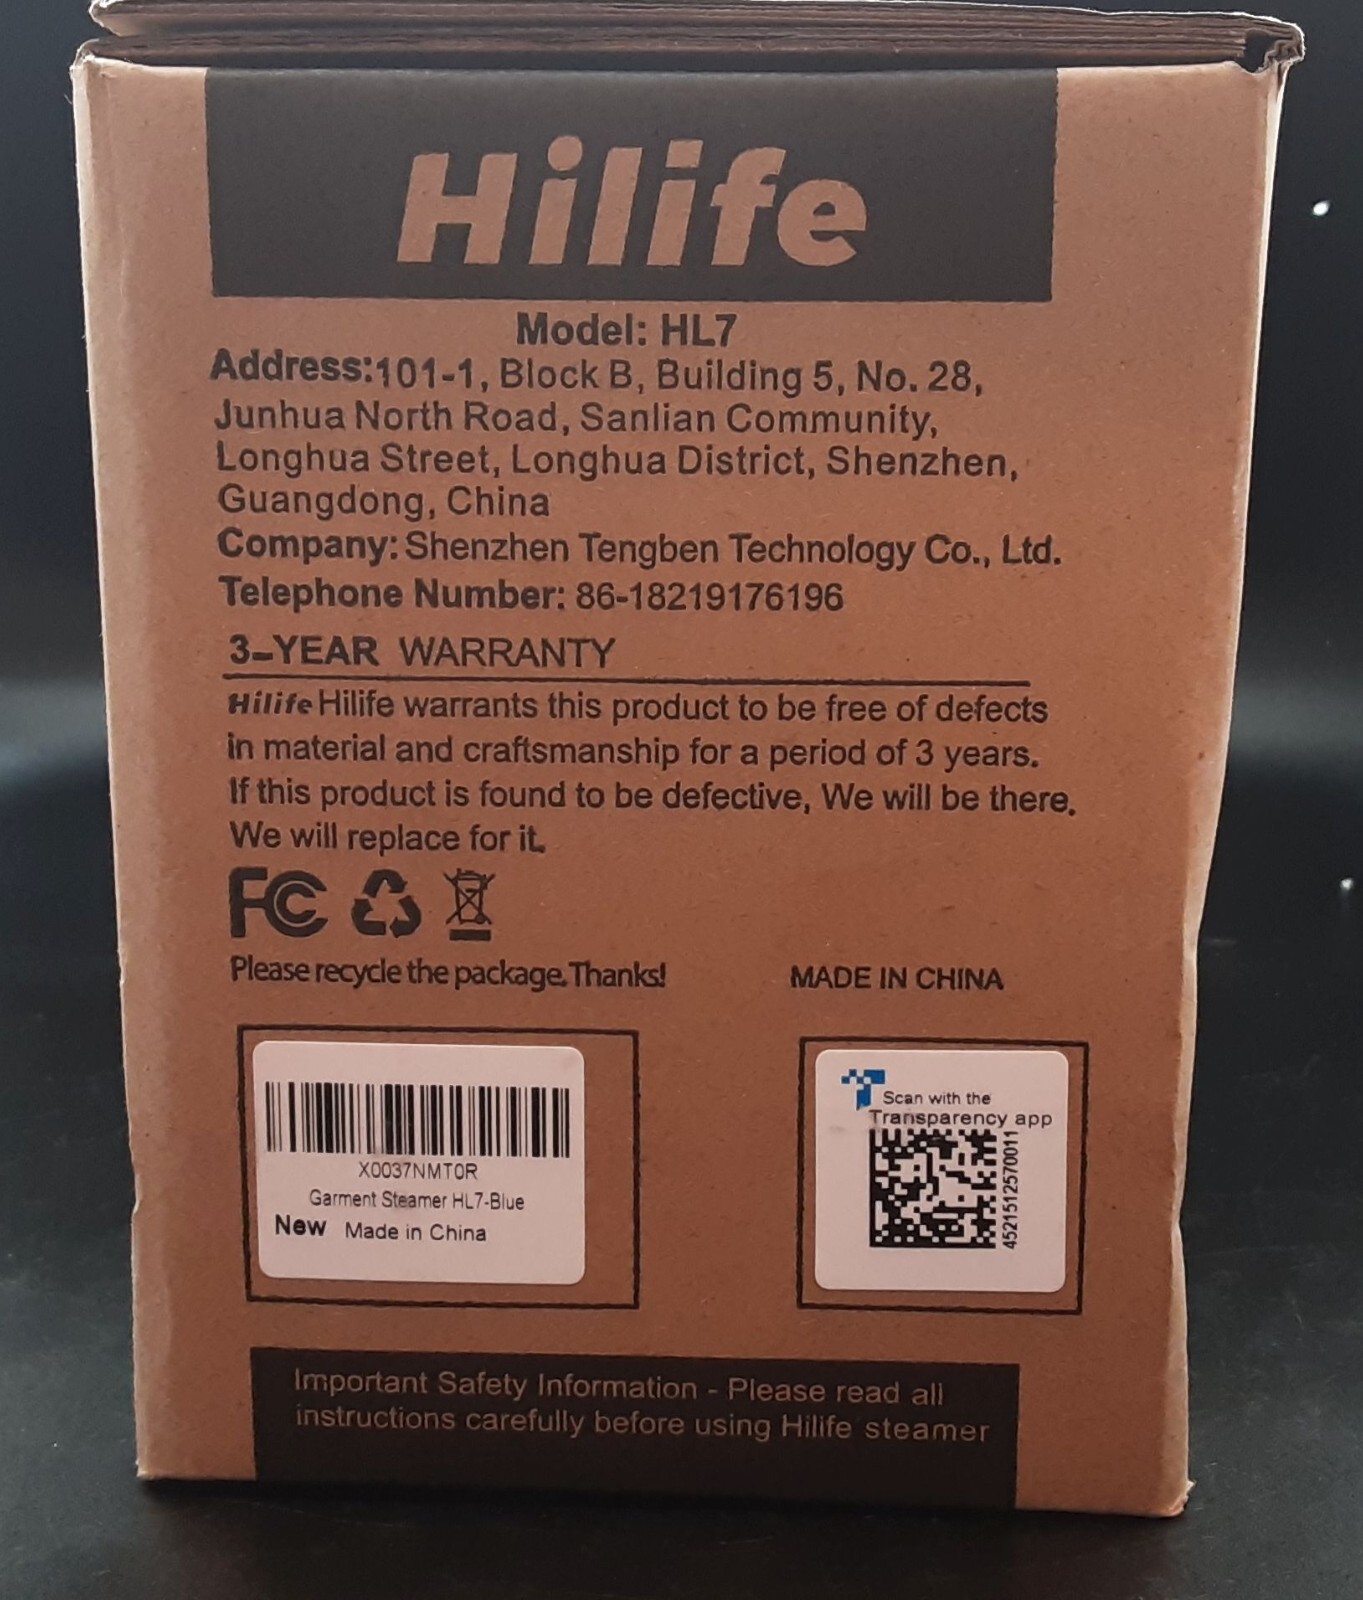 Hilife
Model: HL7
Address:101-1, Block B, Building 5, No. 28,
Junhua North Road, Sanlian Community,
Longhua Street, Longhua District, Shenzhen,
Guangdong, China
Company: Shenzhen Tengben Technology Co., Ltd.
Telephone Number: 86-18219176196
3-YEAR WARRANTY
Hilife Hilife warrants this product to be free of defects
in material and craftsmanship for a period of 3 years.
If this product is found to be defective, We will be there.
We will replace for it.
FC
Please recycle the package.Thanks!
MADE IN CHINA
X0037NMT0R
Garment Steamer HL7-Blue
New Made in China
Scan with the
Transparency app
4521512570011
Important Safety Information - Please read all
instructions carefully before using Hilife steamer